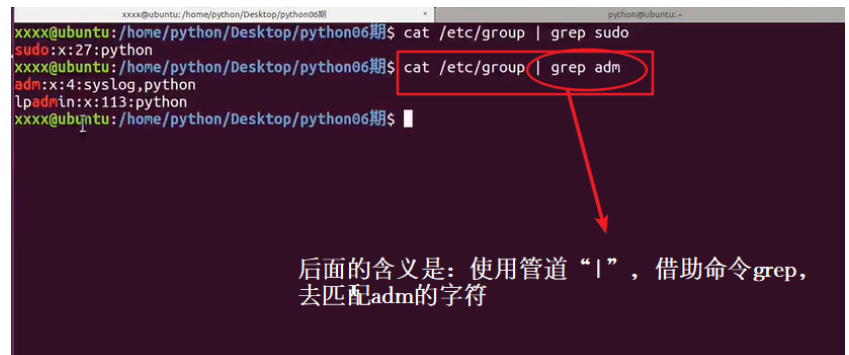 xxxx@ubuntu: /home/python/Desktop/python06期 × python@ubuntu: ~
xxxx@ubuntu:/home/python/Desktop/python06期$ cat /etc/group | grep sudo
sudo:x:27:python
xxxx@ubuntu:/home/python/Desktop/python06期$ cat /etc/group | grep adm
adm:x:4:syslog,python
lpadmin:x:113:python
xxxx@ubuntu:/home/python/Desktop/python06期$
后面的含义是：使用管道“|”，借助命令grep，
去匹配adm的字符